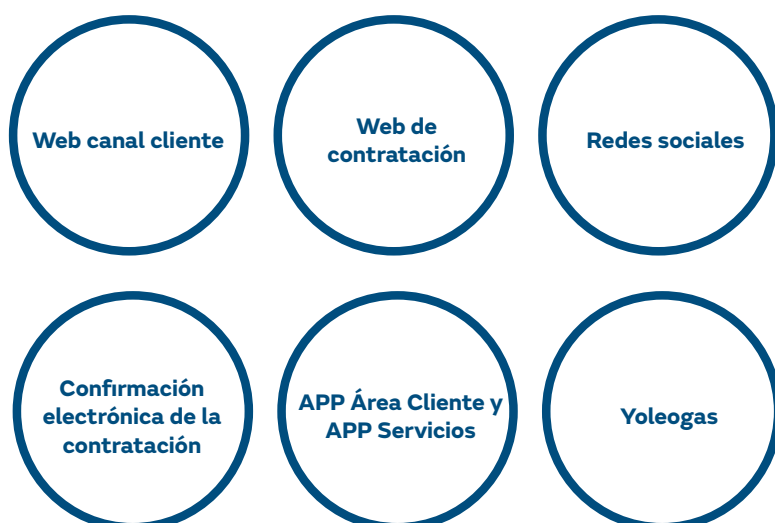 Web canal cliente
Web de
contratación
Redes sociales
Confirmación
electrónica de la
contratación
APP Área Cliente y
APP Servicios
Yoleogas